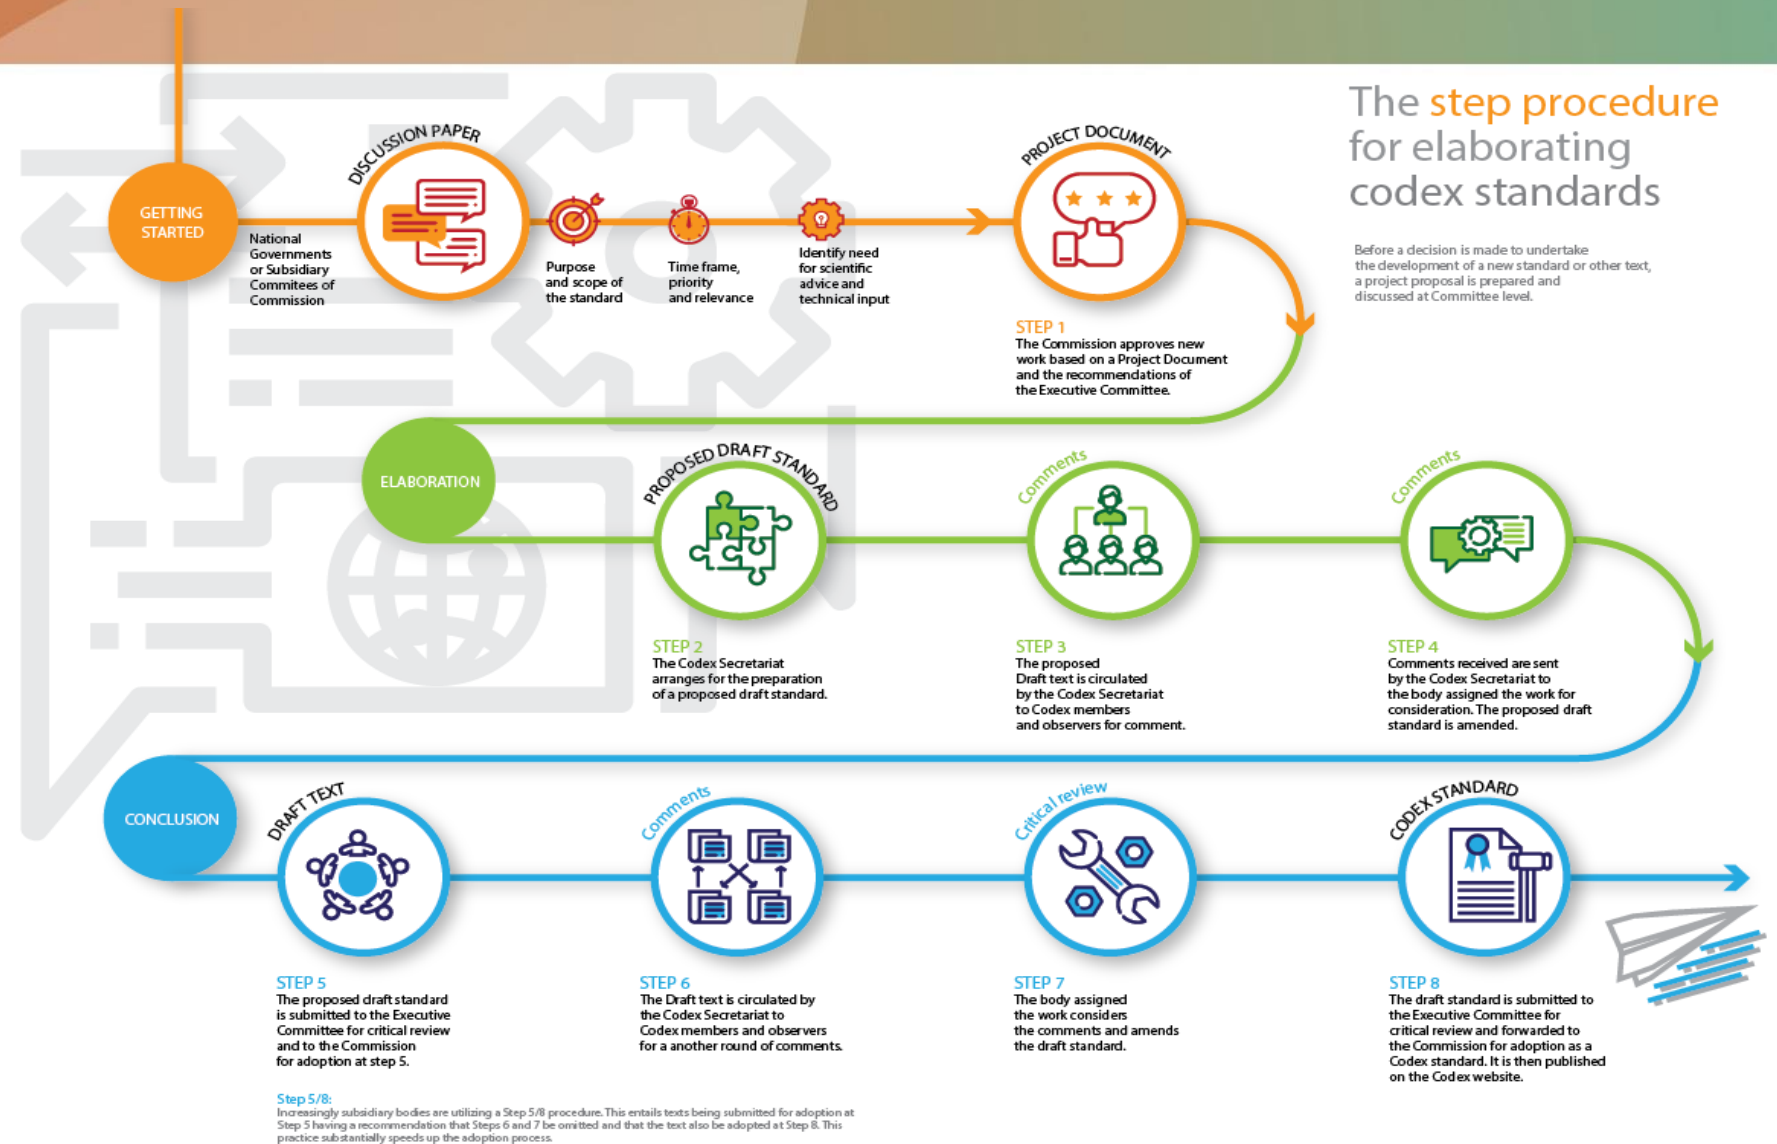 The step procedure
for elaborating
codex standards
Before a decision is made to undertake
the development of a new standard or other text,
a project proposal is prepared and
discussed at Committee level.
GETTING
STARTED
National
Governments
or Subsidiary
Commitees of
Commission
DISCUSSION PAPER
Purpose
and scope of
the standard
Time frame,
priority
and relevance
Identify need
for scientific
advice and
technical input
PROJECT DOCUMENT
STEP 1
The Commission approves new
work based on a Project Document
and the recommendations of
the Executive Committee.
ELABORATION
PROPOSED DRAFT STANDARD
STEP 2
The Codex Secretariat
arranges for the preparation
of a proposed draft standard.
Comments
STEP 3
The proposed
Draft text is circulated
by the Codex Secretariat
to Codex members
and observers for comment.
Comments
STEP 4
Comments received are sent
by the Codex Secretariat to
the body assigned the work for
consideration. The proposed draft
standard is amended.
CONCLUSION
DRAFT TEXT
STEP 5
The proposed draft standard
is submitted to the Executive
Committee for critical review
and to the Commission
for adoption at step 5.
Comments
STEP 6
The Draft text is circulated by
the Codex Secretariat to
Codex members and observers
for a another round of comments.
Critical review
STEP 7
The body assigned
the work considers
the comments and amends
the draft standard.
CODEX STANDARD
STEP 8
The draft standard is submitted to
the Executive Committee for
critical review and forwarded to
the Commission for adoption as a
Codex standard. It is then published
on the Codex website.
Step 5/8:
Increasingly subsidiary bodies are utilizing a Step 5/8 procedure. This entails texts being submitted for adoption at
Step 5 having a recommendation that Steps 6 and 7 be omitted and that the text also be adopted at Step 8. This
practice substantially speeds up the adoption process.